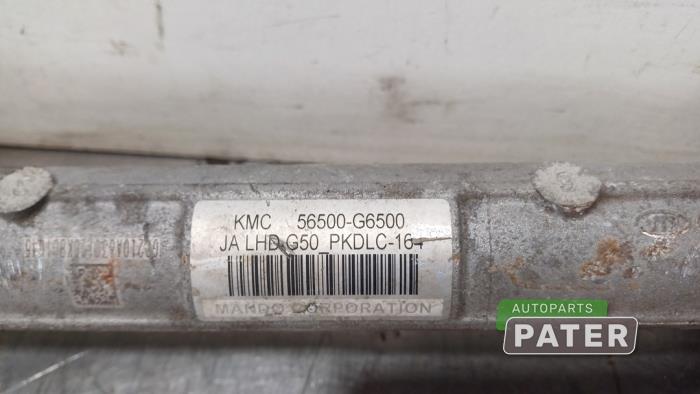 KMC 56500-G6500
JA LHD G50 PKDLC-16
MANDO CORPORATION
AUTOPARTS
PATER